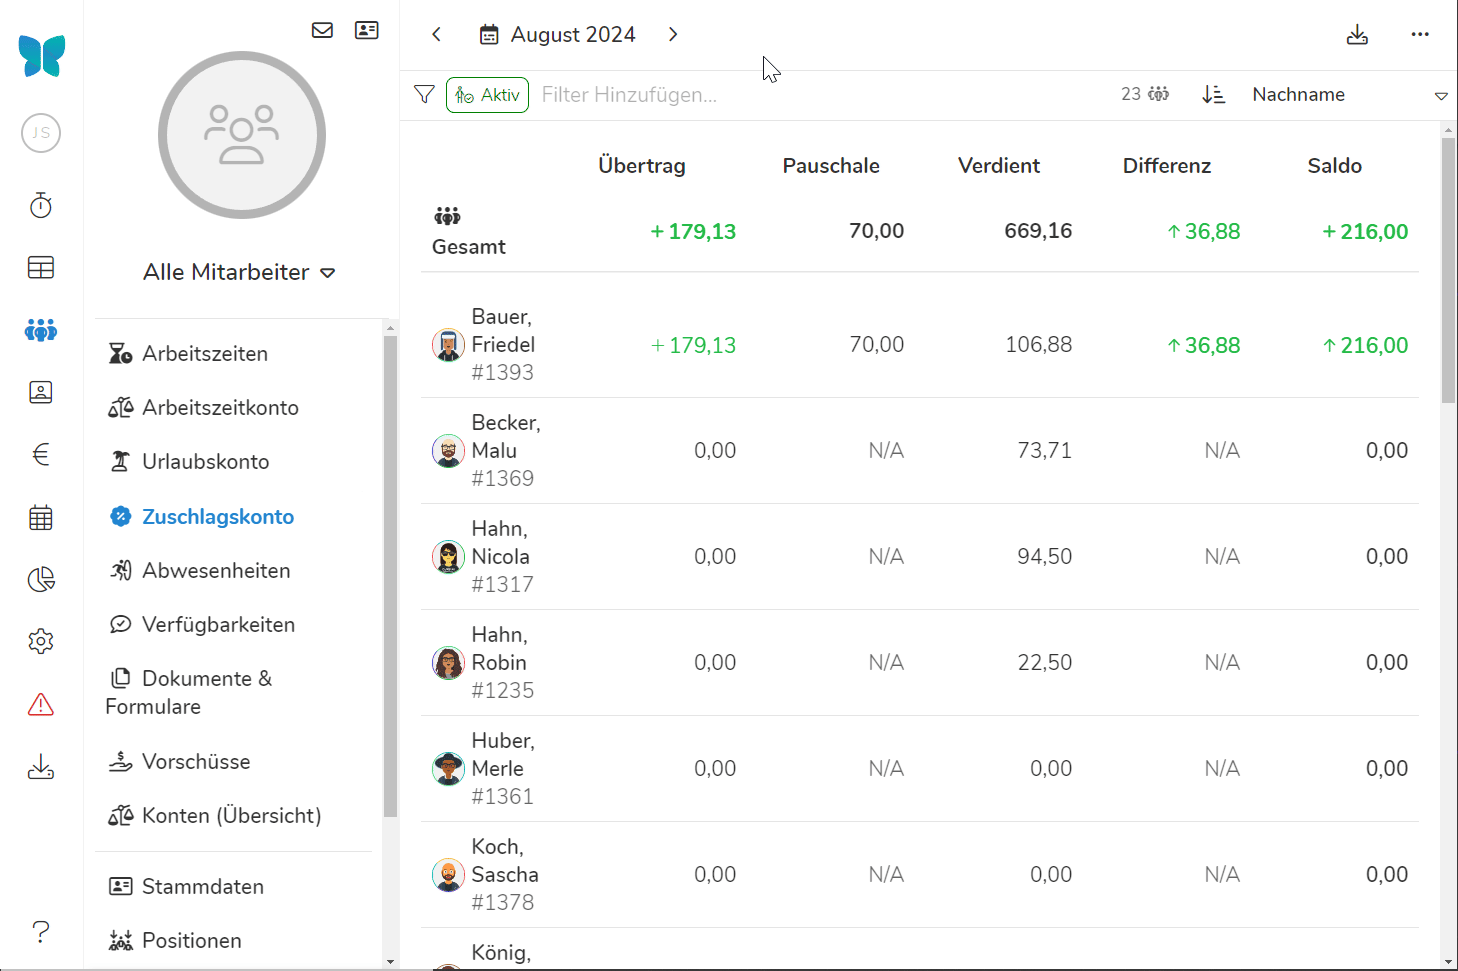 JS
Alle Mitarbeiter
Arbeitszeiten
Arbeitszeitkonto
Urlaubskonto
Zuschlagskonto
Abwesenheiten
Verfügbarkeiten
Dokumente &
Formulare
Vorschüsse
Konten (Übersicht)
Stammdaten
Positionen
?
August 2024
Aktiv Filter Hinzufügen... 23 Nachname
Übertrag Pauschale Verdient Differenz Saldo
Gesamt +179,13 70,00 669,16 ↑36,88 +216,00
Bauer,
Friedel +179,13 70,00 106,88 ↑36,88 ↑216,00
#1393
Becker,
Malu 0,00 N/A 73,71 N/A 0,00
#1369
Hahn,
Nicola 0,00 N/A 94,50 N/A 0,00
#1317
Hahn,
Robin 0,00 N/A 22,50 N/A 0,00
#1235
Huber,
Merle 0,00 N/A 0,00 N/A 0,00
#1361
Koch,
Sascha 0,00 N/A 0,00 N/A 0,00
#1378
König,